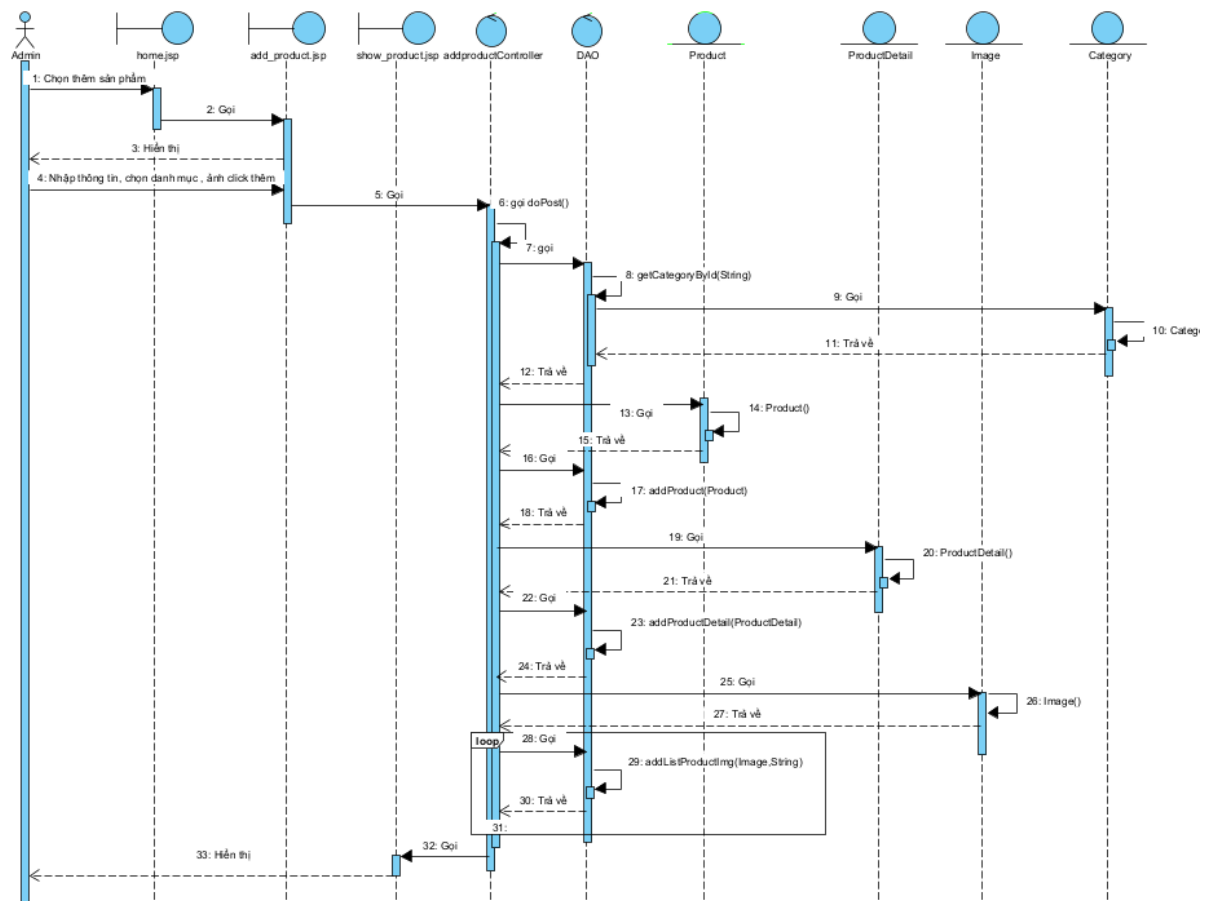 Admin
home.jsp
add_product.jsp
show_product.jsp
addproductController
DAO
Product
ProductDetail
Image
Category
1: Chọn thêm sản phẩm
2: Gọi
3: Hiển thị
4: Nhập thông tin, chọn danh mục , ảnh click thêm
5: Gọi
6: gọi doPost()
7: gọi
8: getCategoryById(String)
9: Gọi
10: Categ
11: Trả về
12: Trả về
13: Gọi
14: Product()
15: Trả về
16: Gọi
17: addProduct(Product)
18: Trả về
19: Gọi
20: ProductDetail()
21: Trả về
22: Gọi
23: addProductDetail(ProductDetail)
24: Trả về
25: Gọi
26: Image()
27: Trả về
loop
28: Gọi
29: addListProductImg(Image,String)
30: Trả về
31:
32: Gọi
33: Hiển thị